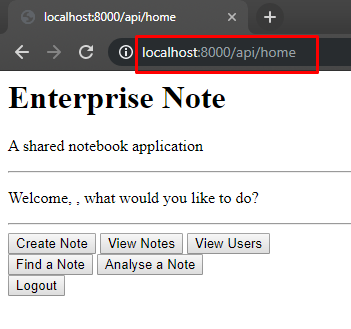 localhost:8000/api/home
localhost:8000/api/home
Enterprise Note
A shared notebook application
Welcome, , what would you like to do?
Create Note View Notes View Users
Find a Note Analyse a Note
Logout